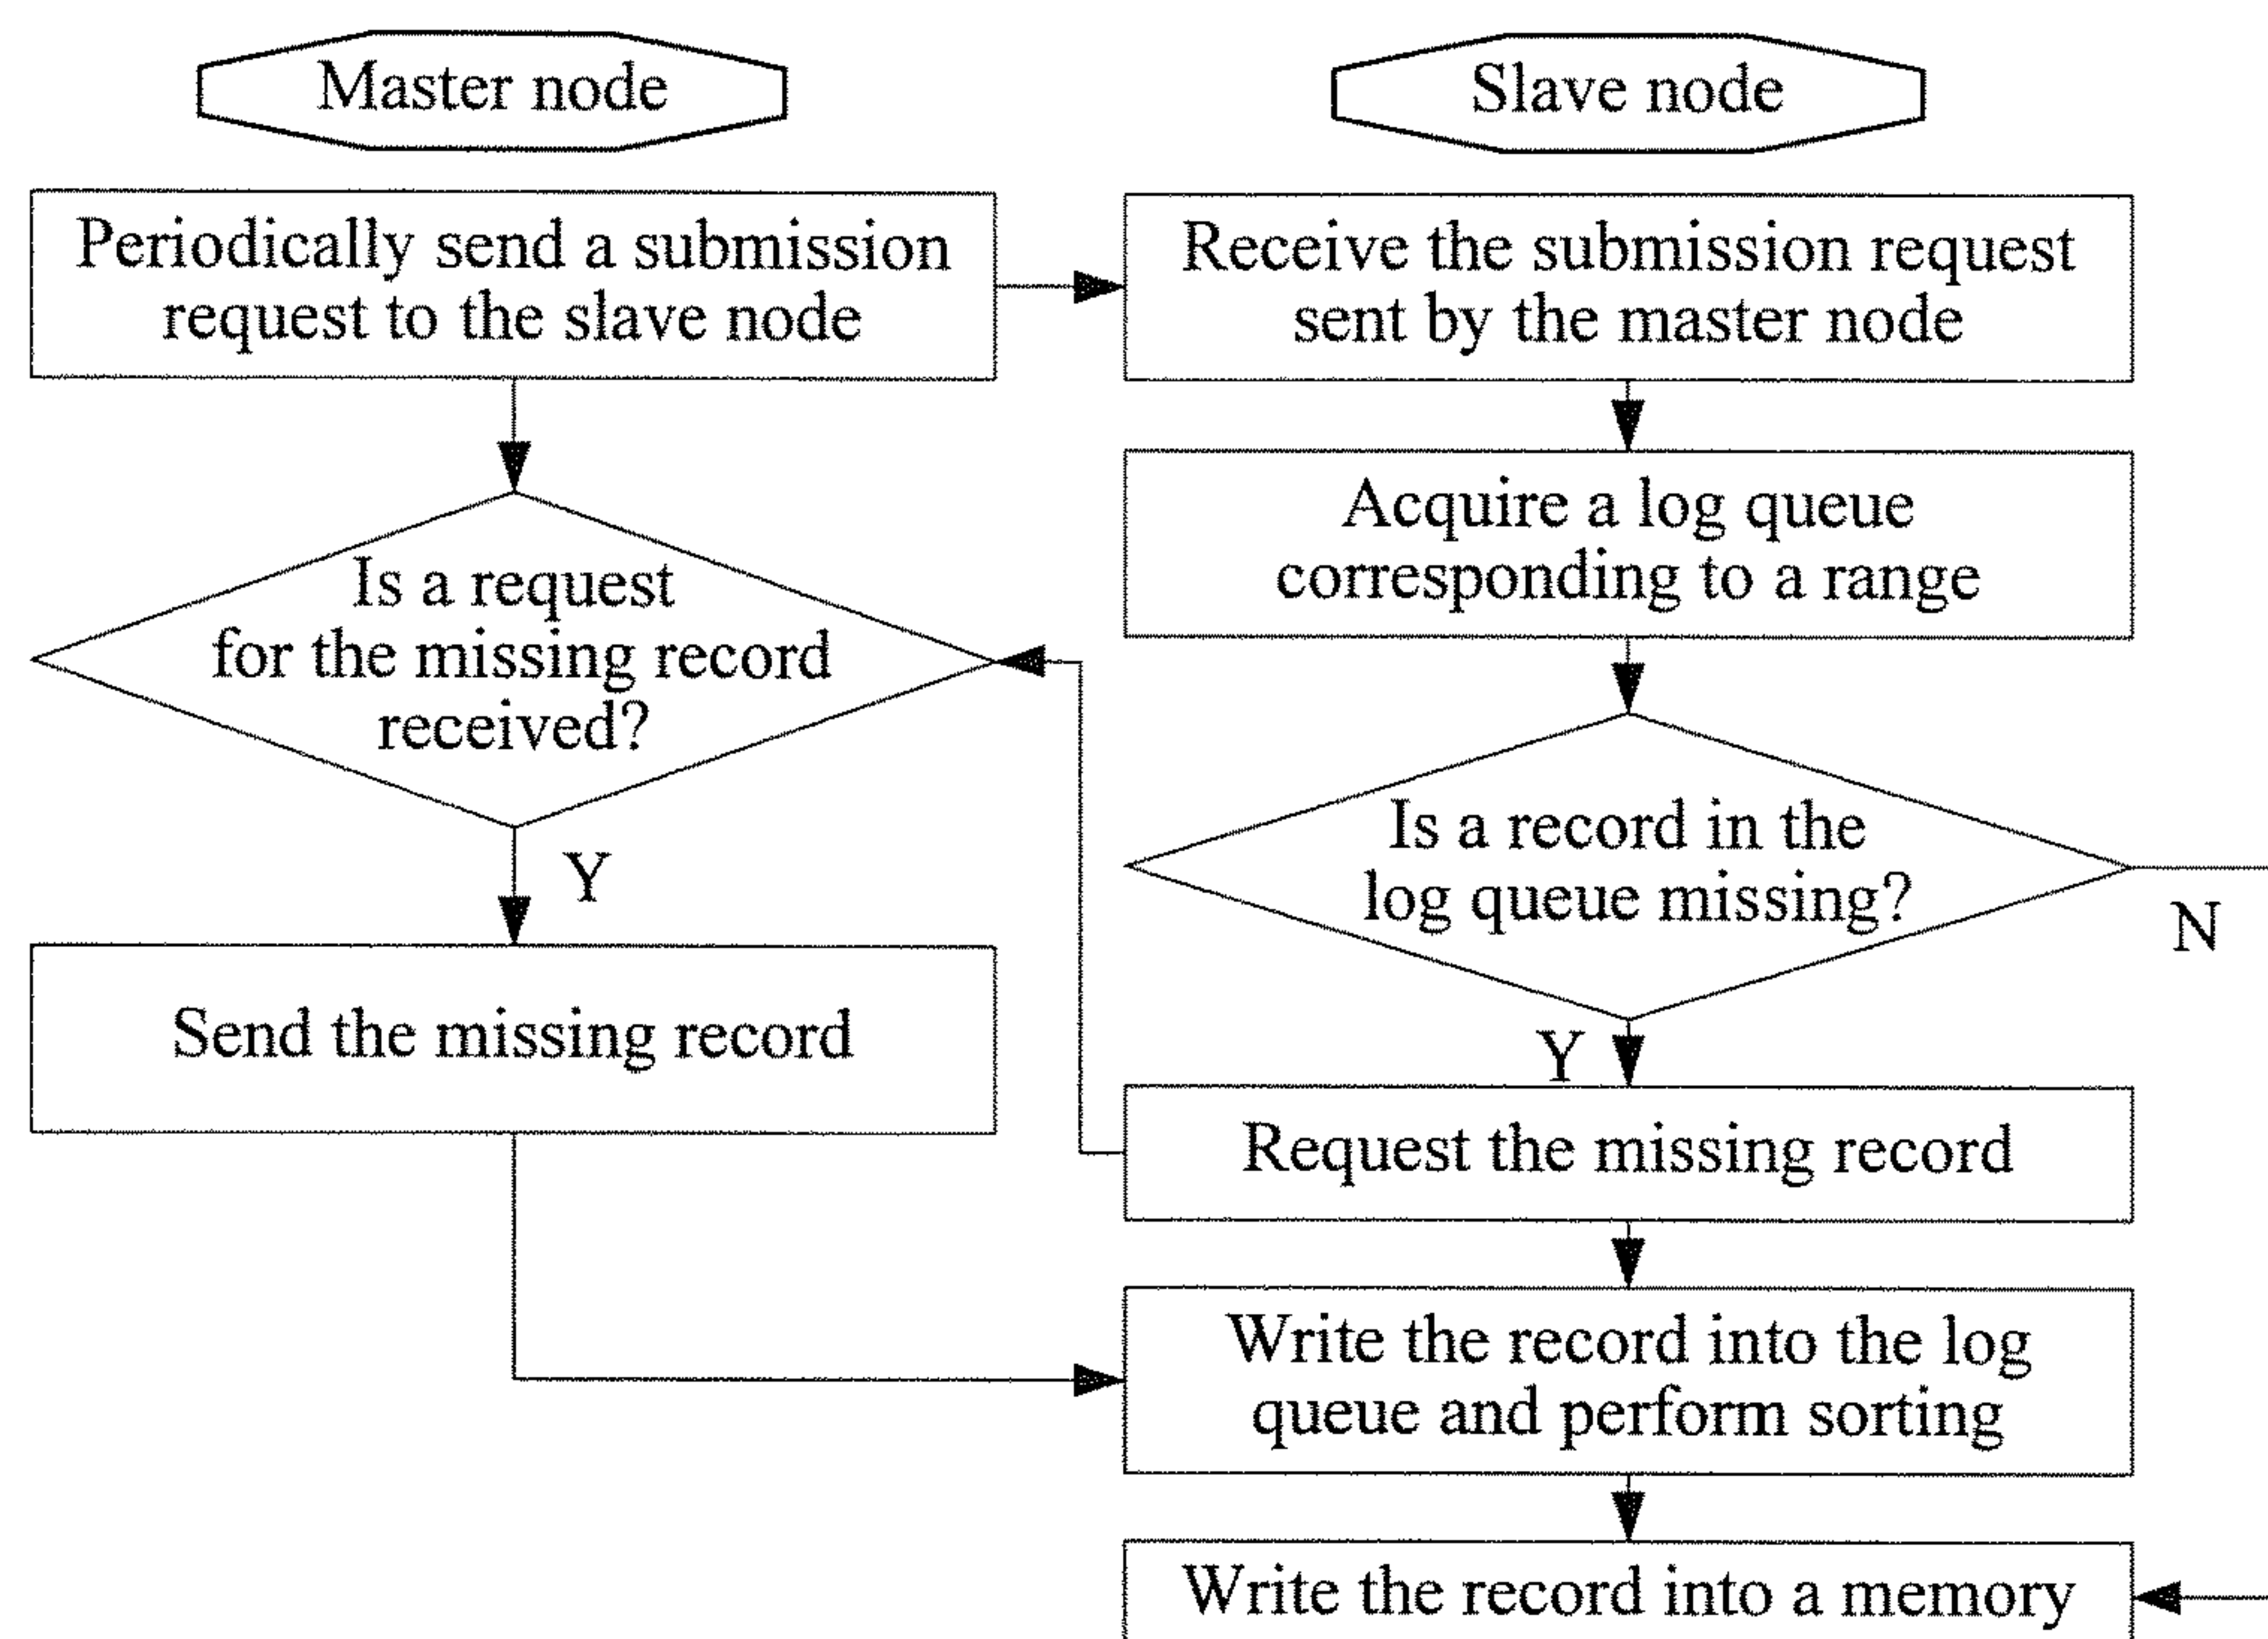 Master node
Slave node
Periodically send a submission
request to the slave node
Receive the submission request
sent by the master node
Acquire a log queue
corresponding to a range
Is a request
for the missing record
received?
Is a record in the
log queue missing?
Y
N
Send the missing record
Y
Request the missing record
Write the record into the log
queue and perform sorting
Write the record into a memory